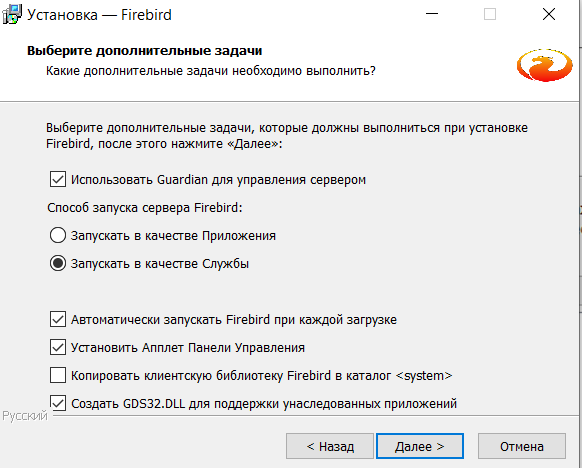 Установка — Firebird
Выберите дополнительные задачи
Какие дополнительные задачи необходимо выполнить?
Выберите дополнительные задачи, которые должны выполниться при установке
Firebird, после этого нажмите «Далее»:
Использовать Guardian для управления сервером
Способ запуска сервера Firebird:
Запускать в качестве Приложения
Запускать в качестве Службы
Автоматически запускать Firebird при каждой загрузке
Установить Апплет Панели Управления
Копировать клиентскую библиотеку Firebird в каталог <system>
Создать GDS32.DLL для поддержки унаследованных приложений
Русский
< Назад
Далее >
Отмена